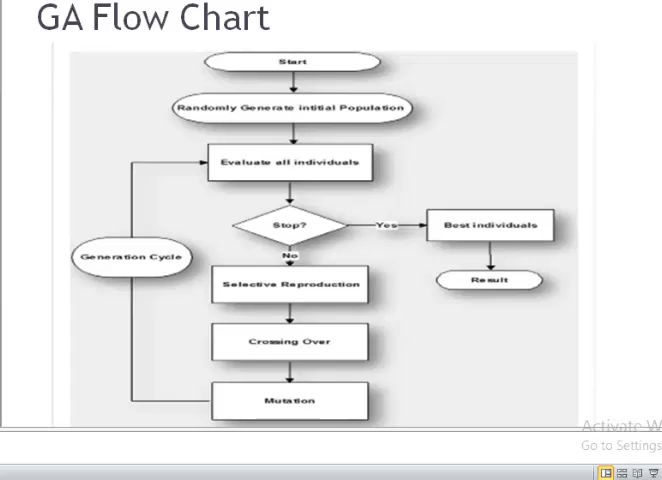 GA Flow Chart
Start
Randomly Generate intitial Population
Evaluate all individuals
Stop?
Yes
Best individuals
Generation Cycle
No
Result
Selective Reproduction
Crossing Over
Mutation
Activate W
Go to Settings